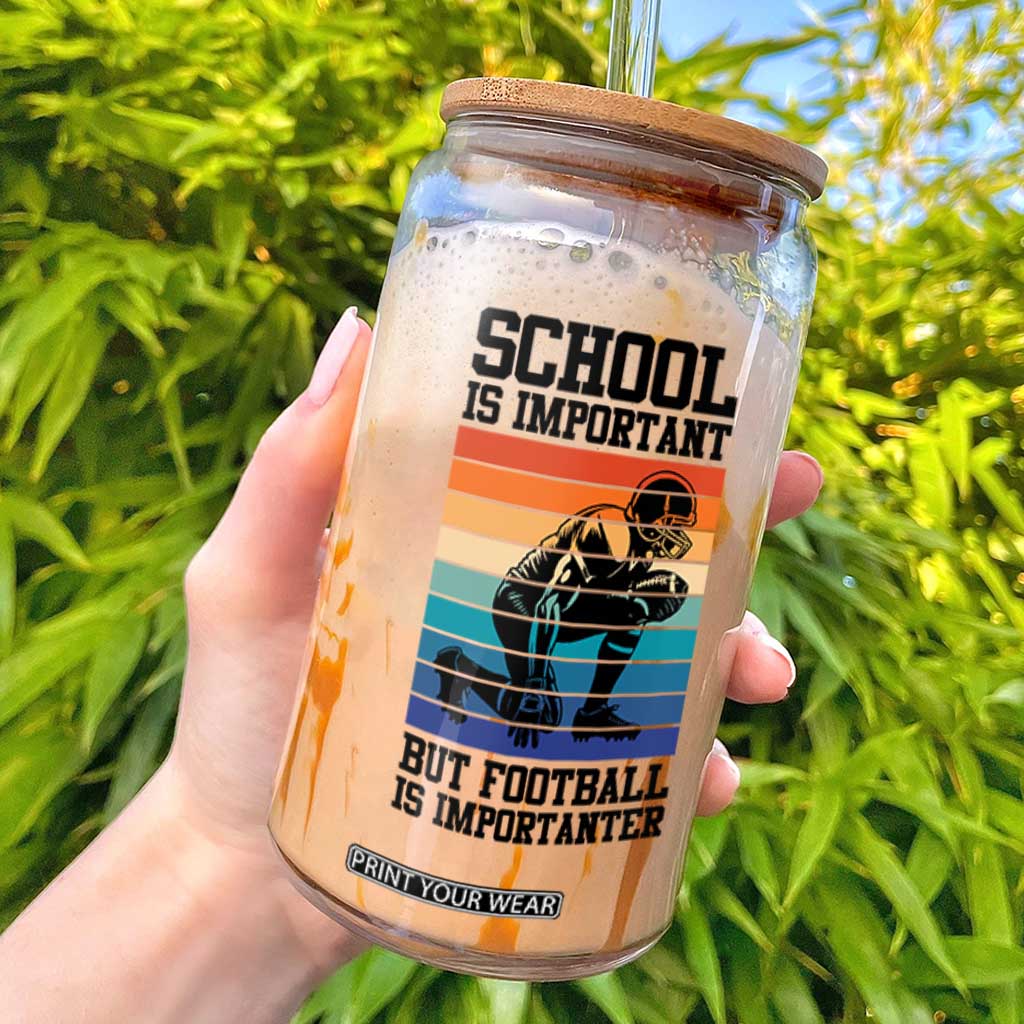 SCHOOL
IS IMPORTANT
BUT FOOTBALL
IS IMPORTANTER
PRINT YOUR WEAR